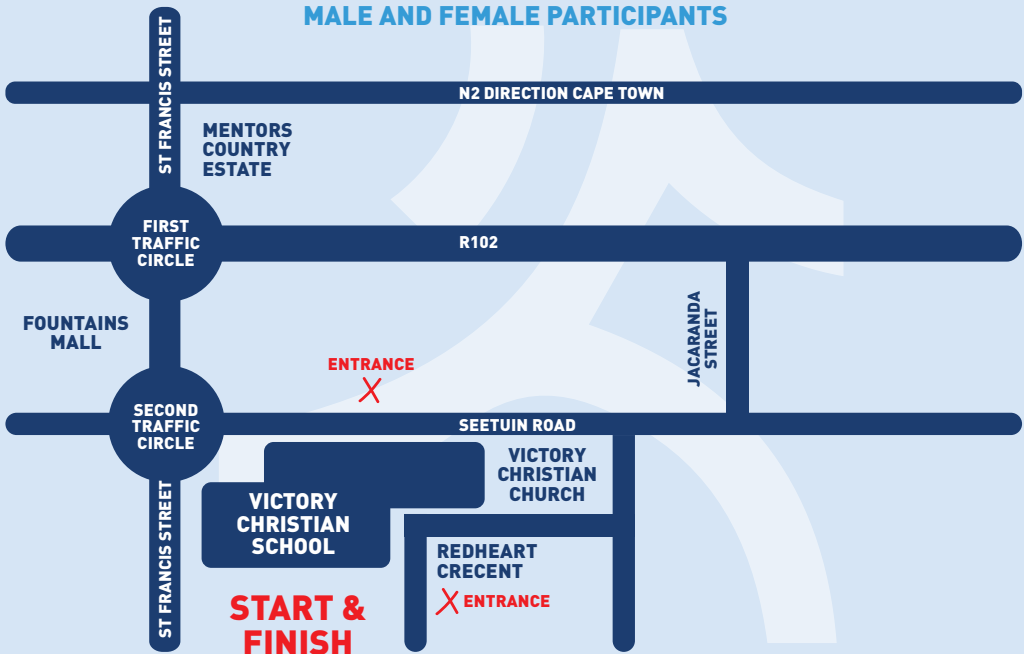 MALE AND FEMALE PARTICIPANTS
ST FRANCIS STREET
N2 DIRECTION CAPE TOWN
MENTORS
COUNTRY
ESTATE
FIRST
TRAFFIC
CIRCLE
R102
FOUNTAINS
MALL
JACARANDA
STREET
ENTRANCE
SECOND
TRAFFIC
CIRCLE
SEETUIN ROAD
VICTORY
CHRISTIAN
CHURCH
VICTORY
CHRISTIAN
SCHOOL
ST FRANCIS STREET
REDHEART
CRECENT
ENTRANCE
START &
FINISH